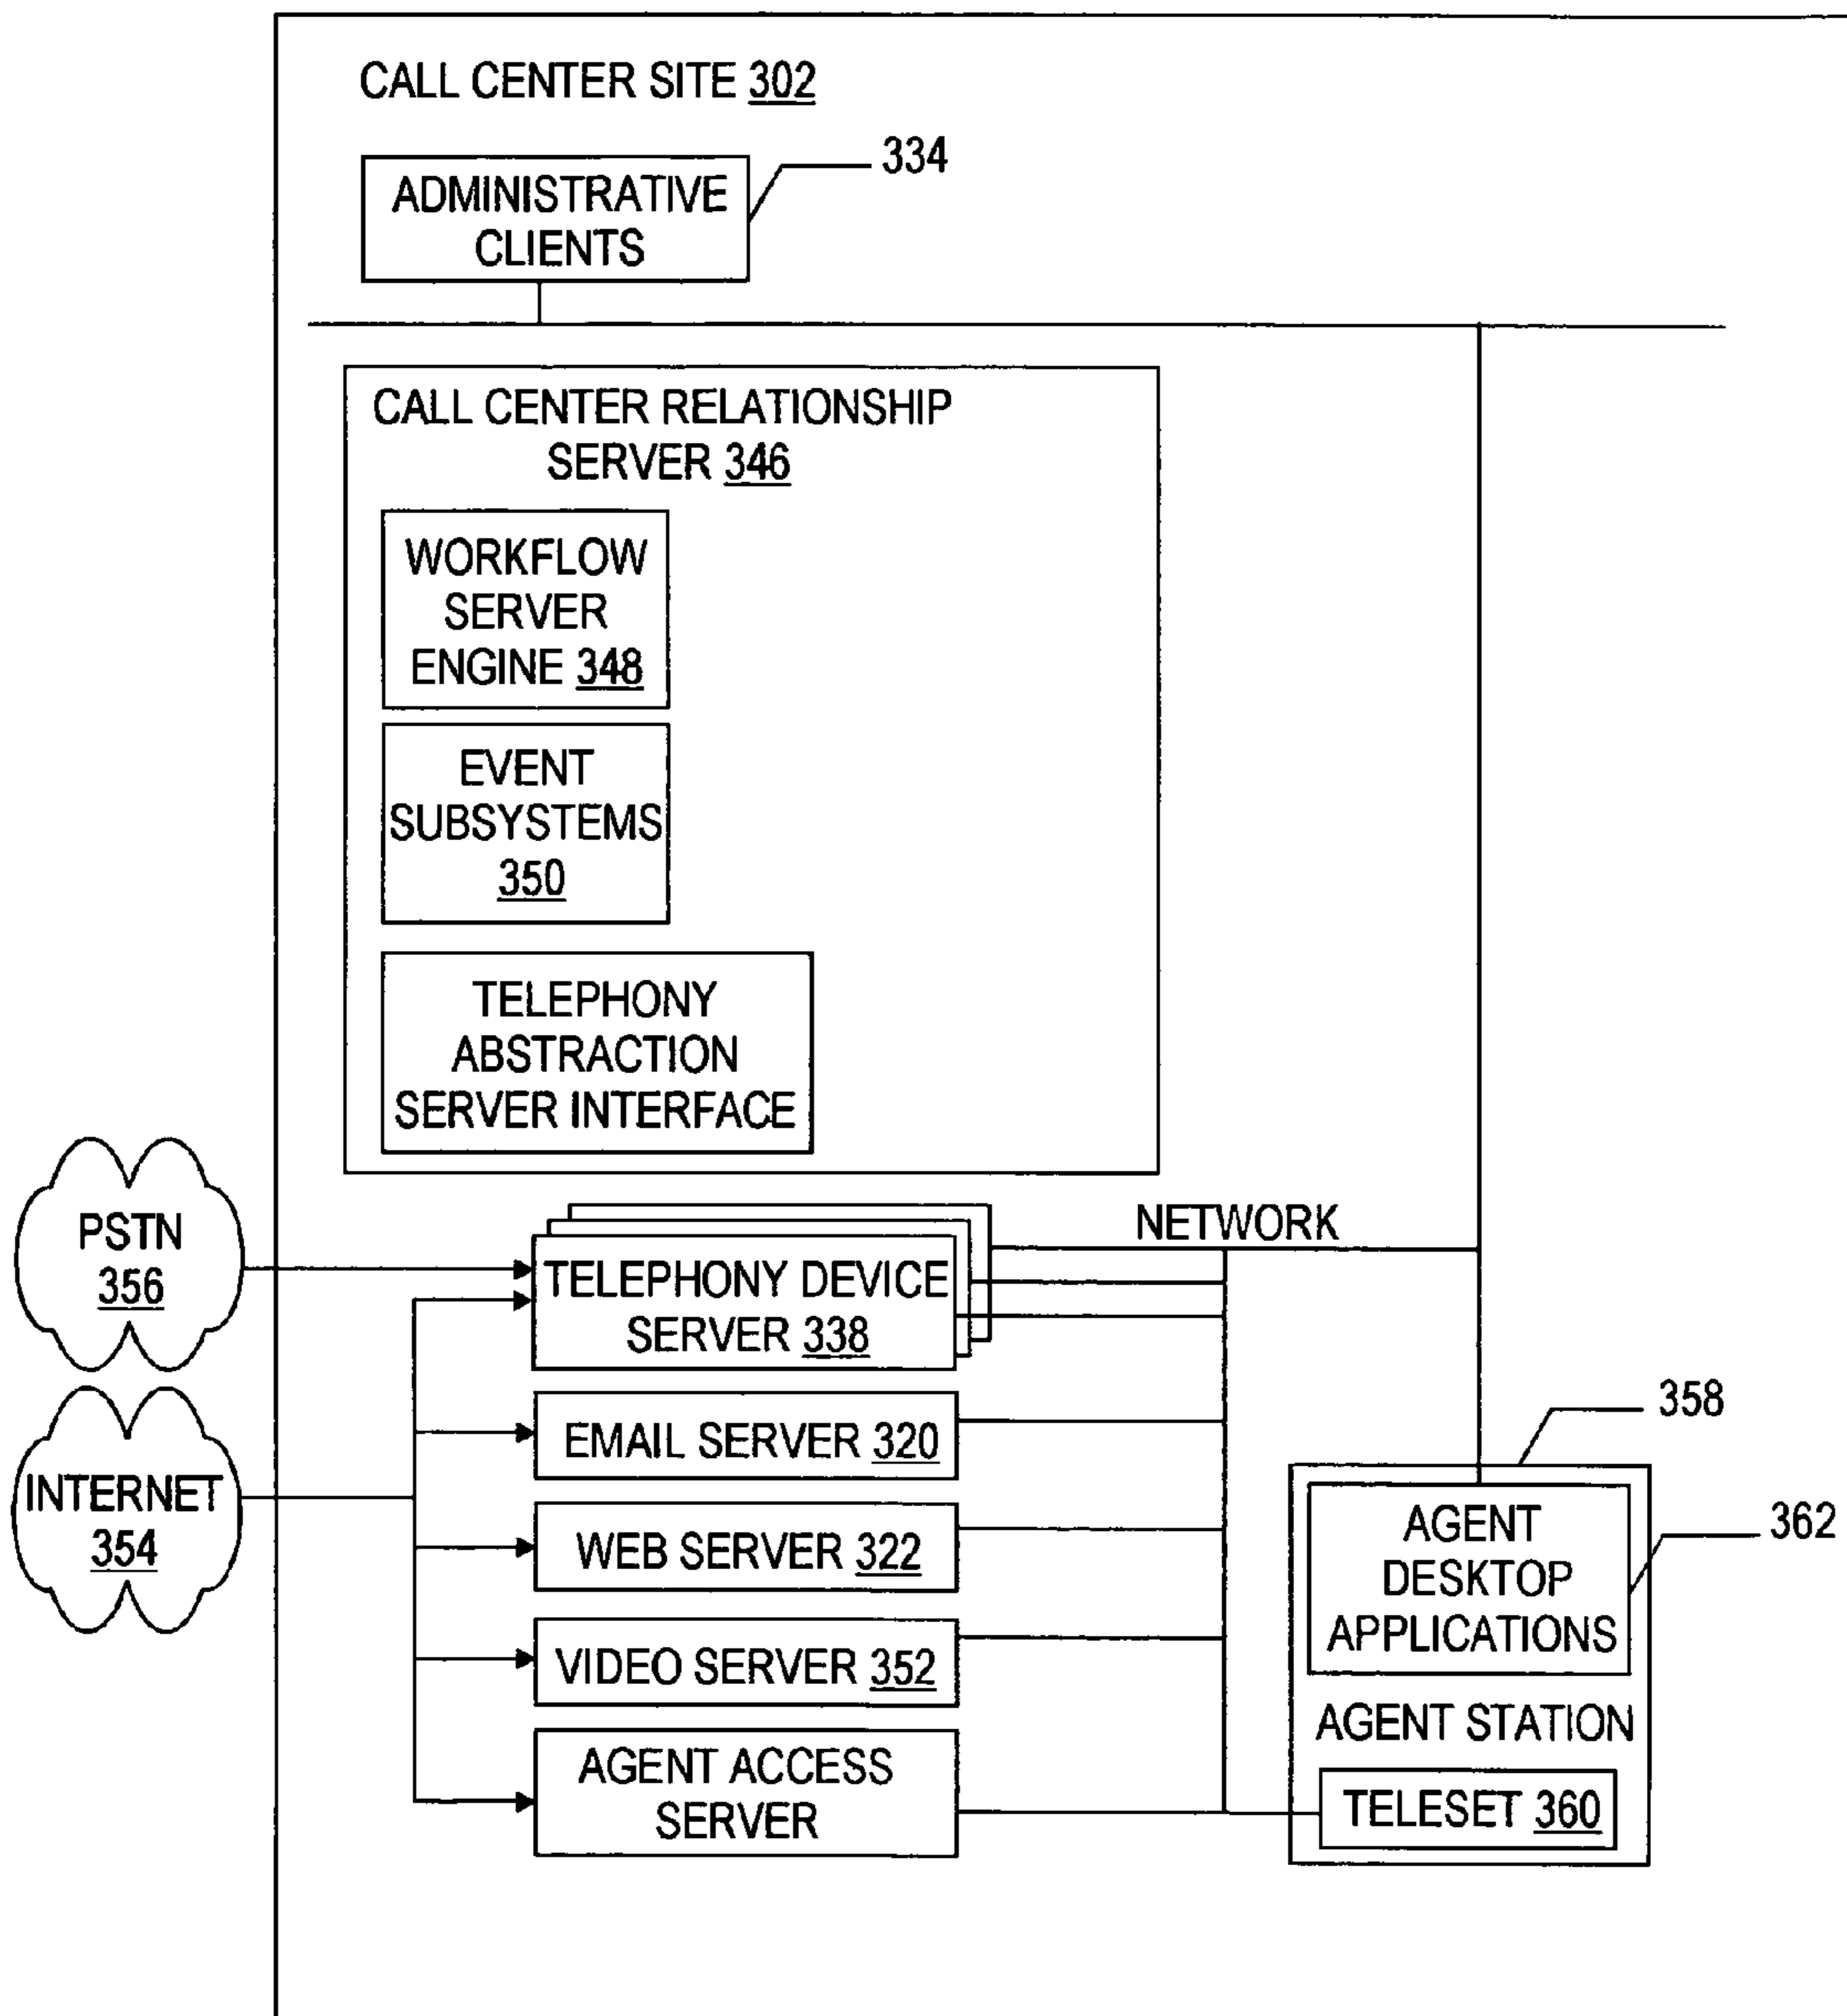 CALL CENTER SITE 302
334
ADMINISTRATIVE
CLIENTS
CALL CENTER RELATIONSHIP
SERVER 346
WORKFLOW
SERVER
ENGINE 348
EVENT
SUBSYSTEMS
350
TELEPHONY
ABSTRACTION
SERVER INTERFACE
PSTN
356
INTERNET
354
NETWORK
TELEPHONY DEVICE
SERVER 338
EMAIL SERVER 320
WEB SERVER 322
VIDEO SERVER 352
AGENT ACCESS
SERVER
358
362
AGENT
DESKTOP
APPLICATIONS
AGENT STATION
TELESET 360